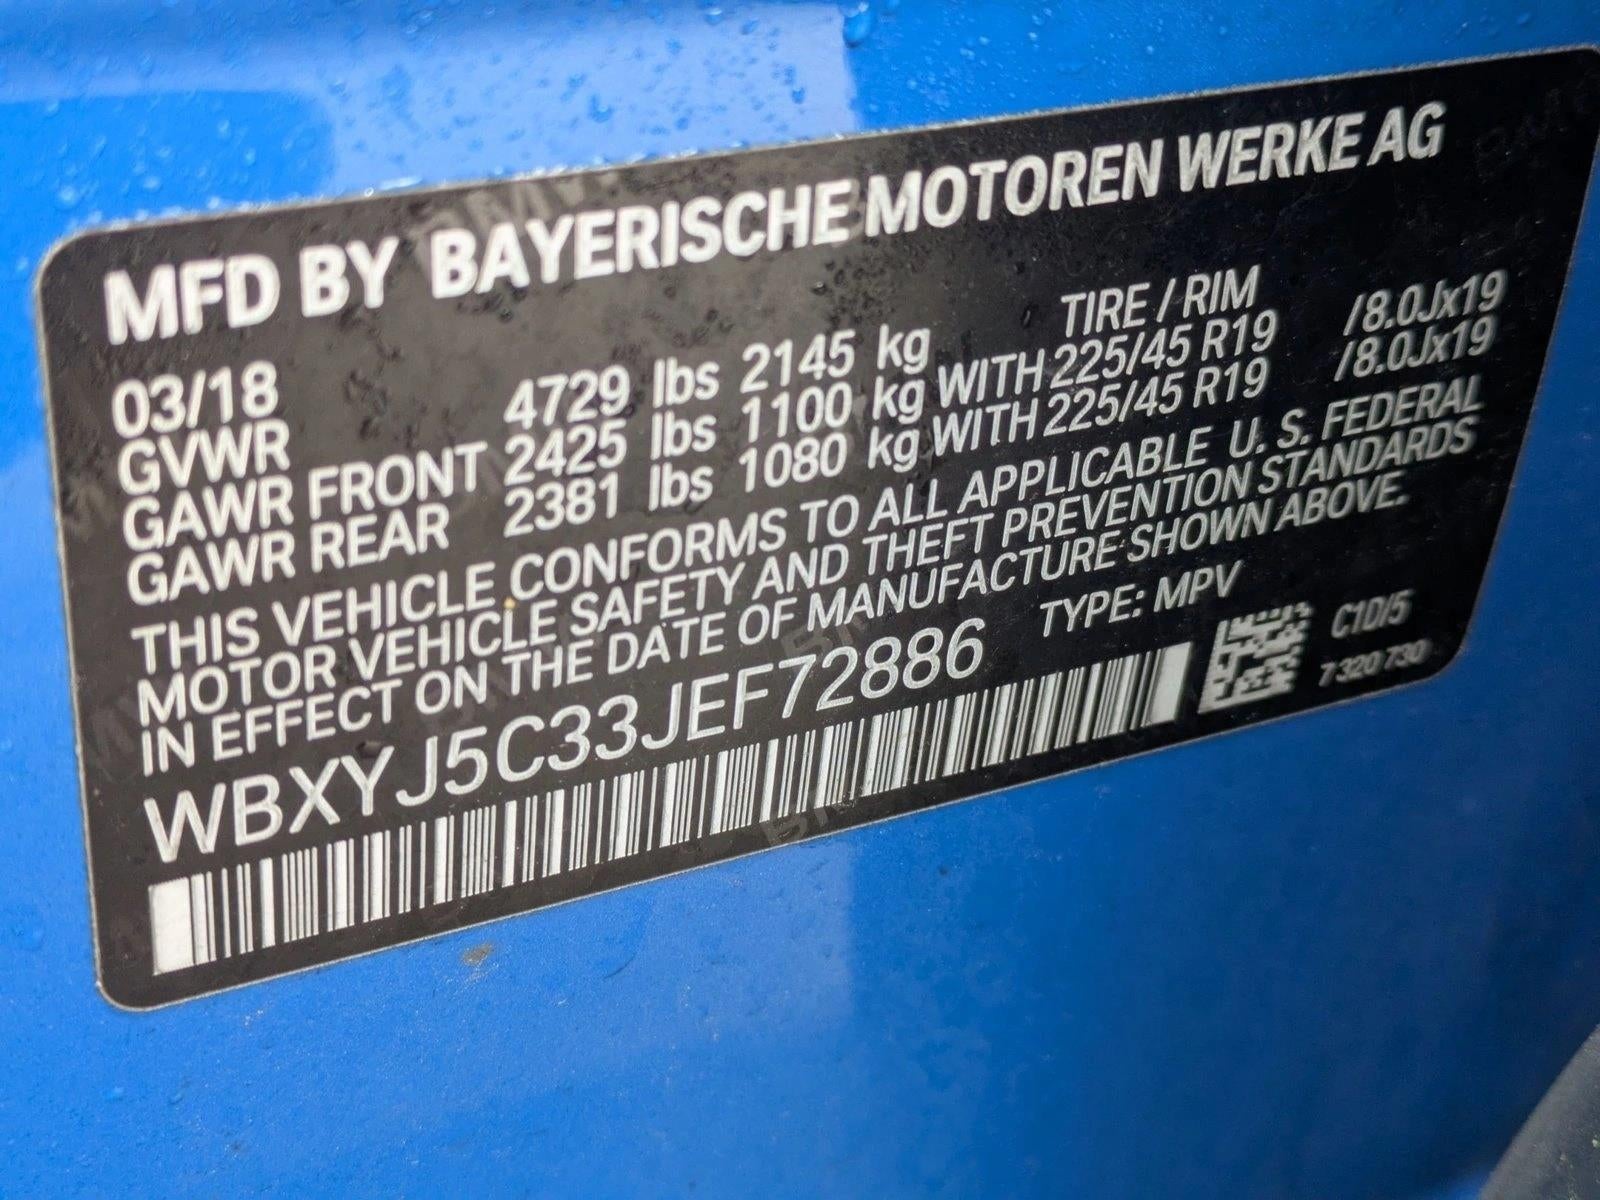 MFD BY BAYERISCHE MOTOREN WERKE AG
03/18 TIRE / RIM
GVWR 4729 lbs 2145 kg
GAWR FRONT 2425 lbs 1100 kg WITH 225/45 R19 /8.0Jx19
GAWR REAR 2381 lbs 1080 kg WITH 225/45 R19 /8.0Jx19
THIS VEHICLE CONFORMS TO ALL APPLICABLE U. S. FEDERAL
MOTOR VEHICLE SAFETY AND THEFT PREVENTION STANDARDS
IN EFFECT ON THE DATE OF MANUFACTURE SHOWN ABOVE.
WBXYJ5C33JEF72886 TYPE: MPV
C1D/5
7 320 730